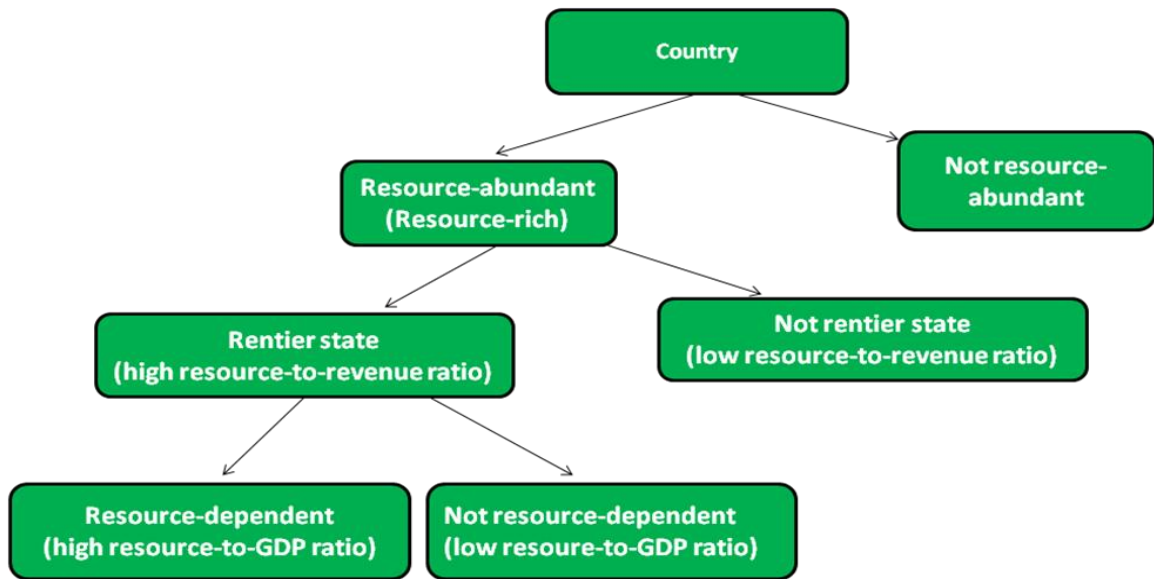 Country
Resource-abundant
(Resource-rich)
Not resource-
abundant
Rentier state
(high resource-to-revenue ratio)
Not rentier state
(low resource-to-revenue ratio)
Resource-dependent
(high resource-to-GDP ratio)
Not resource-dependent
(low resoure-to-GDP ratio)